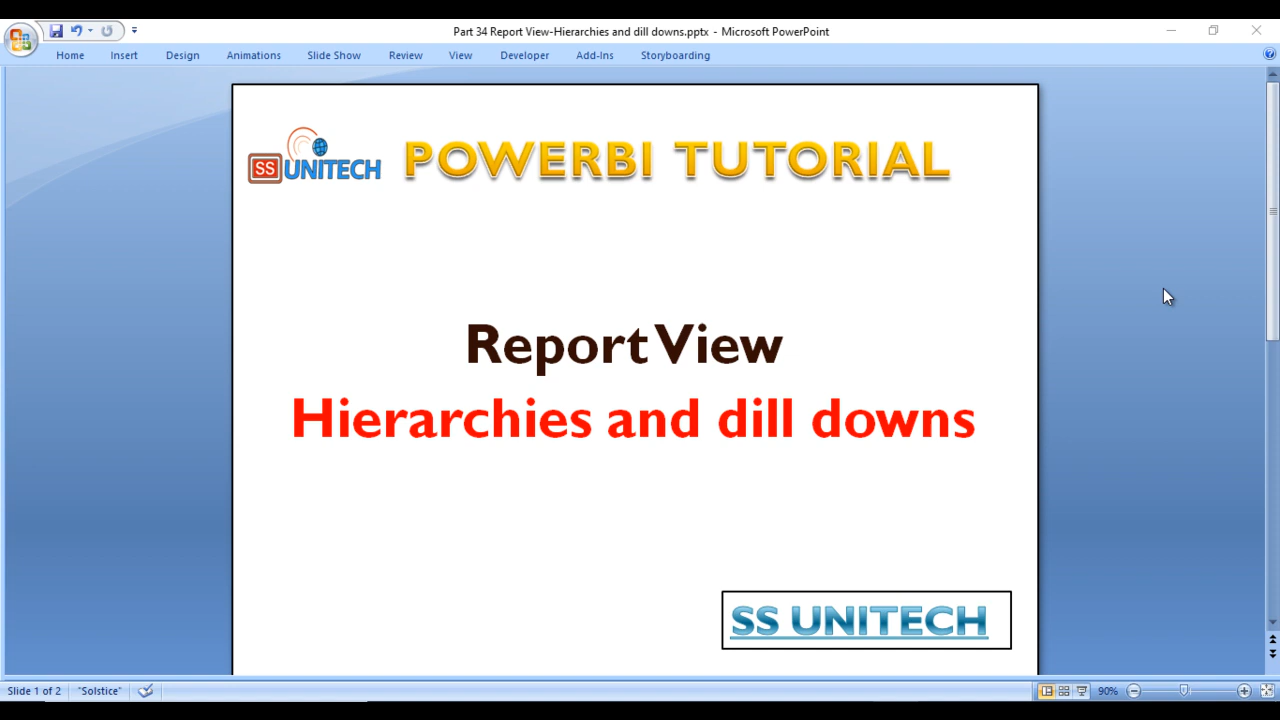 Part 34 Report View-Hierarchies and dill downs.pptx - Microsoft PowerPoint
Home Insert Design Animations Slide Show Review View Developer Add-Ins Storyboarding
SS UNITECH
POWERBI TUTORIAL
Report View
Hierarchies and dill downs
SS UNITECH
Slide 1 of 2 "Solstice" 90%